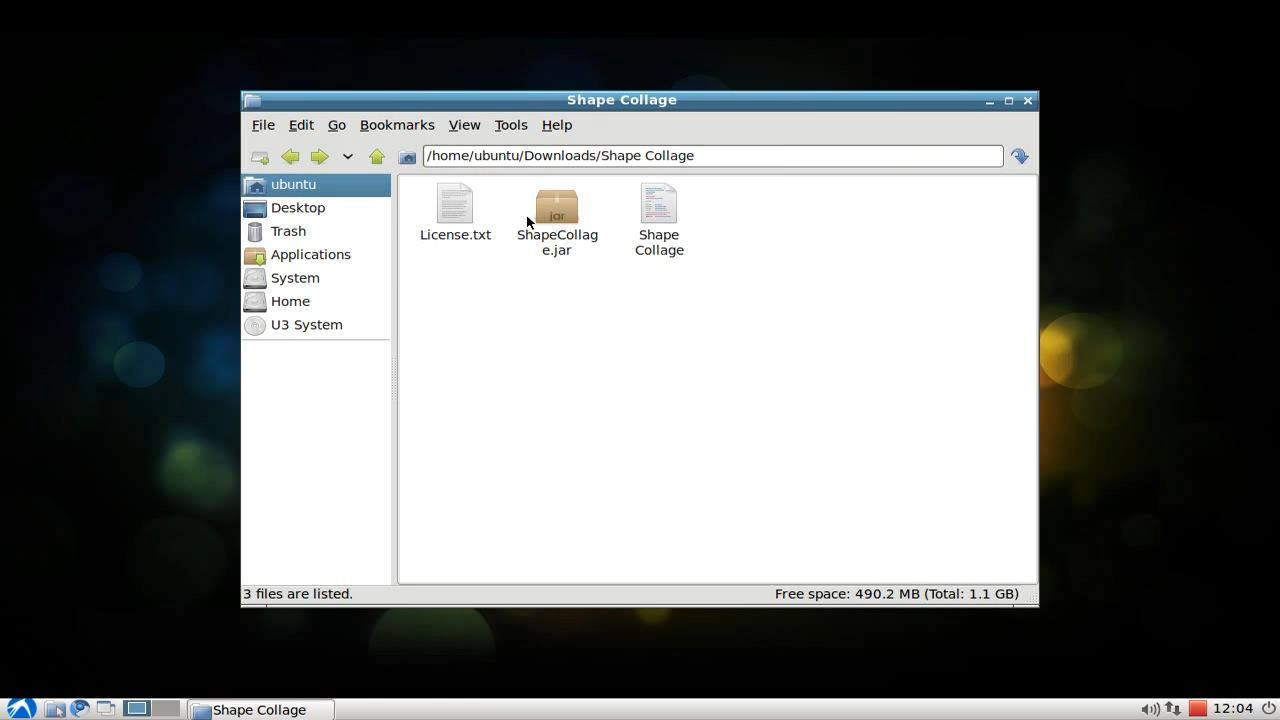 Shape Collage
File Edit Go Bookmarks View Tools Help
/home/ubuntu/Downloads/Shape Collage
ubuntu
Desktop
Trash
Applications
System
Home
U3 System
License.txt
jar
ShapeCollag
e.jar
Shape
Collage
3 files are listed.
Free space: 490.2 MB (Total: 1.1 GB)
Shape Collage
12:04